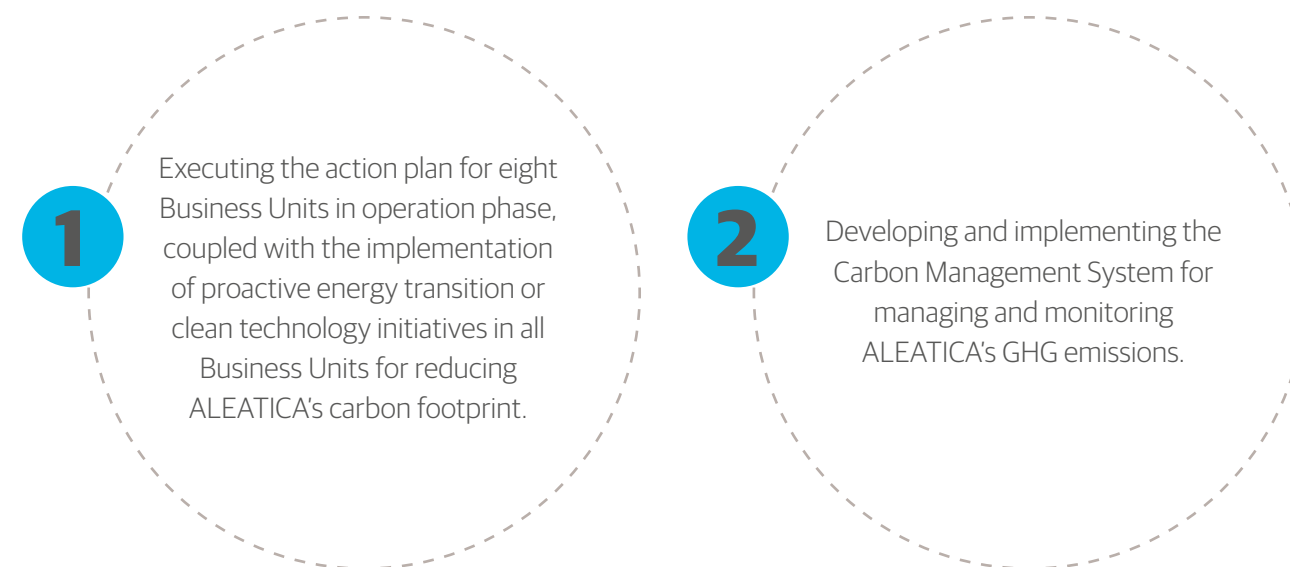 1
Executing the action plan for eight
Business Units in operation phase,
coupled with the implementation
of proactive energy transition or
clean technology initiatives in all
Business Units for reducing
ALEATICA's carbon footprint.
2
Developing and implementing the
Carbon Management System for
managing and monitoring
ALEATICA's GHG emissions.